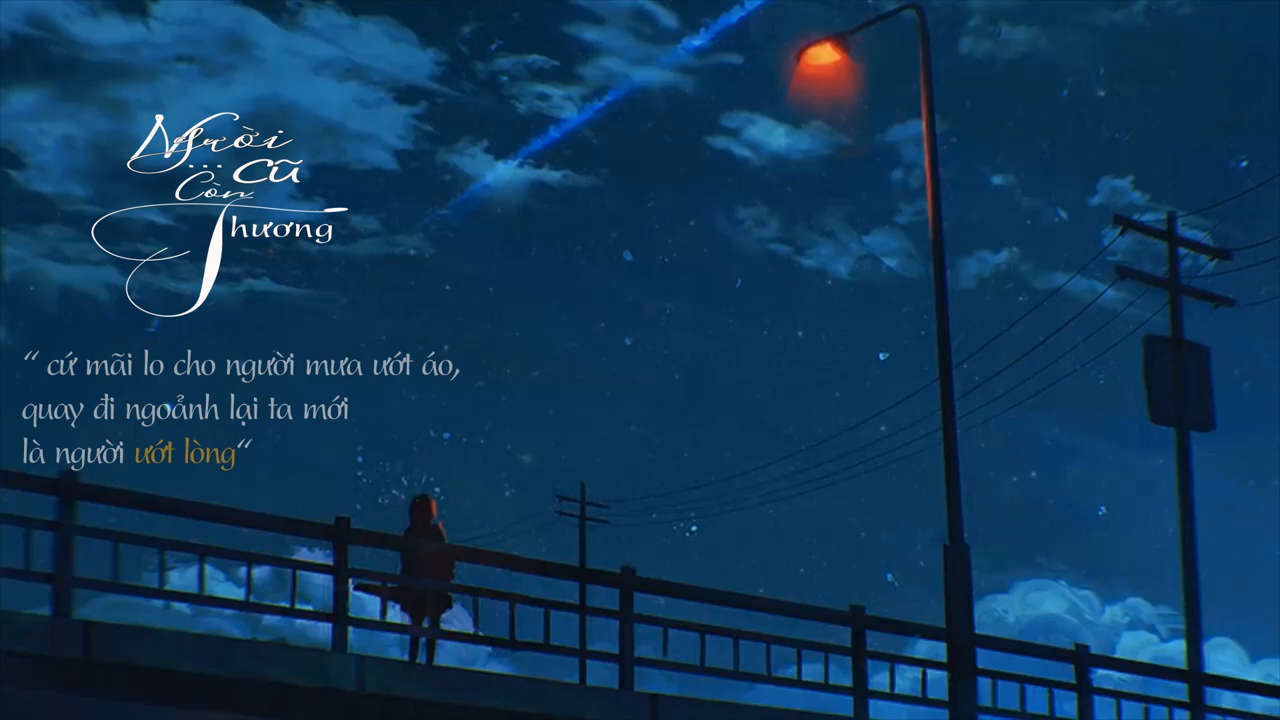 Người
... cũ
Còn
Thương
“ cứ mãi lo cho người mưa ướt áo,
quay đi ngoảnh lại ta mới
là người ướt lòng“